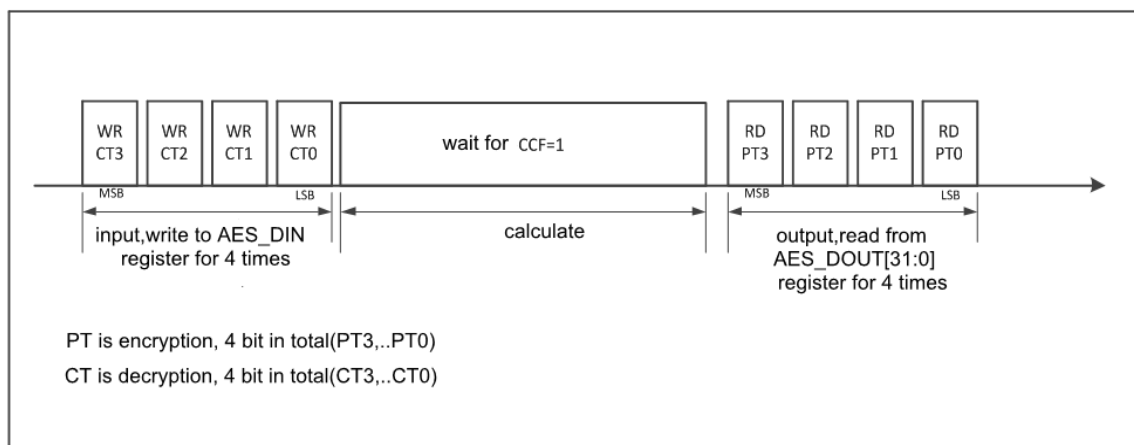 WR CT3
WR CT2
WR CT1
WR CT0
wait for CCF=1
RD PT3
RD PT2
RD PT1
RD PT0
MSB
LSB
MSB
LSB
input,write to AES_DIN
register for 4 times
calculate
output,read from
AES_DOUT[31:0]
register for 4 times
PT is encryption, 4 bit in total(PT3,..PT0)
CT is decryption, 4 bit in total(CT3,..CT0)